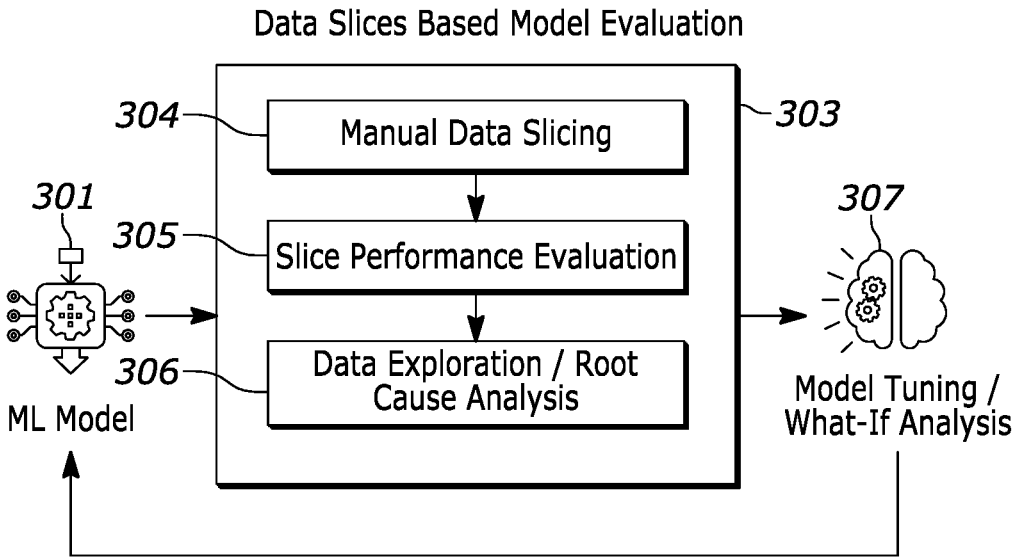 Data Slices Based Model Evaluation
304
Manual Data Slicing
303
301
305
Slice Performance Evaluation
307
306
Data Exploration / Root
Cause Analysis
ML Model
Model Tuning /
What-If Analysis